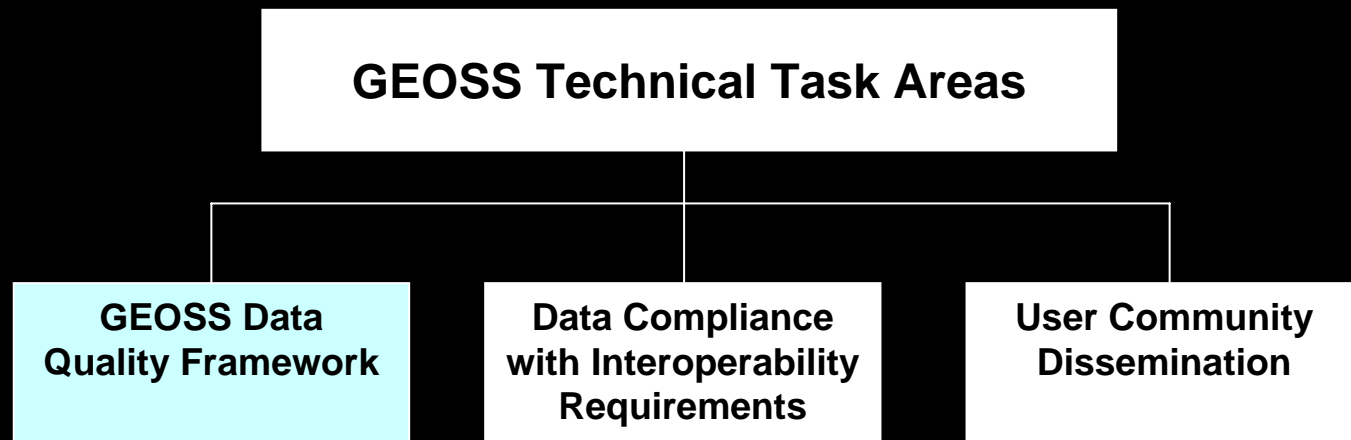 GEOSS Technical Task Areas
GEOSS Data
Quality Framework
Data Compliance
with Interoperability
Requirements
User Community
Dissemination